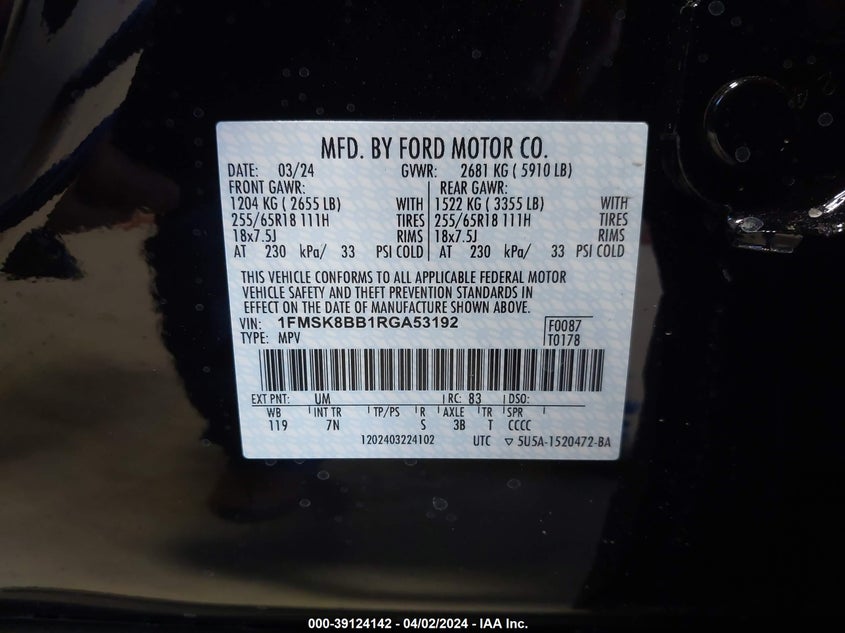 MFD. BY FORD MOTOR CO.
DATE: 03/24 GVWR: 2681 KG ( 5910 LB)
FRONT GAWR: REAR GAWR:
1204 KG ( 2655 LB) WITH 1522 KG ( 3355 LB) WITH
255/65R18 111H TIRES 255/65R18 111H TIRES
18x7.5J RIMS 18x7.5J RIMS
AT 230 kPa/ 33 PSI COLD AT 230 kPa/ 33 PSI COLD
THIS VEHICLE CONFORMS TO ALL APPLICABLE FEDERAL MOTOR
VEHICLE SAFETY AND THEFT PREVENTION STANDARDS IN
EFFECT ON THE DATE OF MANUFACTURE SHOWN ABOVE.
VIN: 1FMSK8BB1RGA53192 F0087
TYPE: MPV T0178
EXT PNT: UM RC: 83 DSO:
WB INT TR TP/PS R AXLE TR SPR
119 7N S 3B T CCCC
1202403224102 UTC ▽ 5U5A-1520472-BA
000-39124142 - 04/02/2024 - IAA Inc.